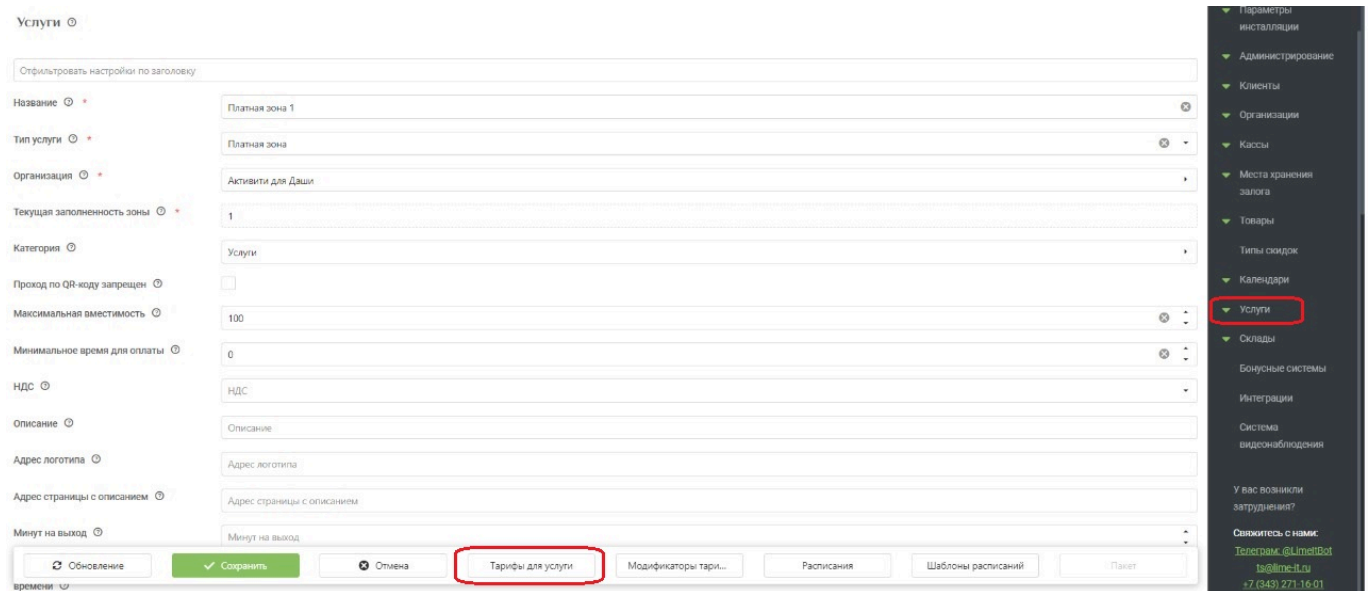 Услуги
Отфильтровать настройки по заголовку
Название *
Платная зона 1
Тип услуги *
Платная зона
Организация *
Активити для Даши
Текущая заполненность зоны *
1
Категория
Услуги
Проход по QR-коду запрещен
Максимальная вместимость
100
Минимальное время для оплаты
0
НДС
НДС
Описание
Описание
Адрес логотипа
Адрес логотипа
Адрес страницы с описанием
Адрес страницы с описанием
Минут на выход
Минут на выход
времени
Обновление
Сохранить
Отмена
Тарифы для услуги
Модификаторы тари...
Расписания
Шаблоны расписаний
Пакет
Параметры
инсталляции
Администрирование
Клиенты
Организации
Кассы
Места хранения
залога
Товары
Типы скидок
Календари
Услуги
Склады
Бонусные системы
Интеграции
Система
видеонаблюдения
У вас возникли
затруднения?
Свяжитесь с нами:
Телеграм: @LimeItBot
ts@lime-it.ru
+7 (343) 271-16-01